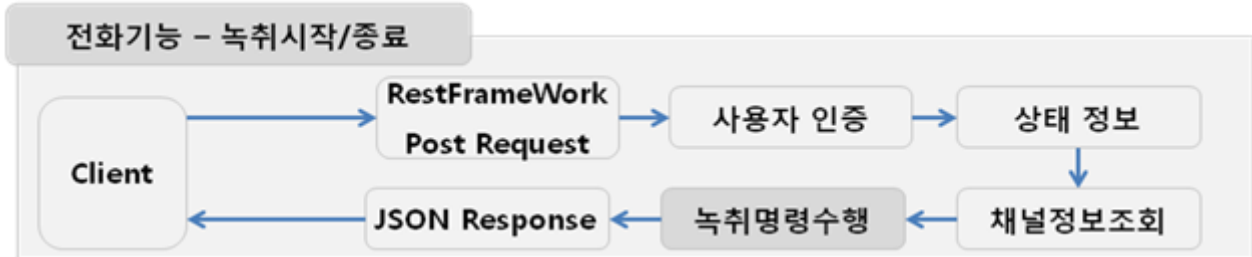 전화기능 – 녹취시작/종료
Client
RestFrameWork
Post Request
사용자 인증
상태 정보
채널정보조회
녹취명령수행
JSON Response